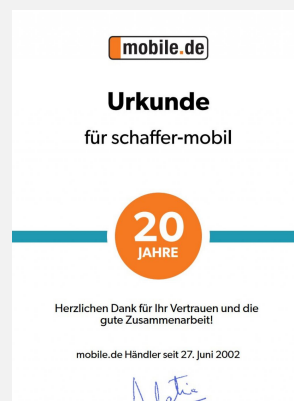 mobile.de
Urkunde
für schaffer-mobil
20
JAHRE
Herzlichen Dank für Ihr Vertrauen und die
gute Zusammenarbeit!
mobile.de Händler seit 27. Juni 2002